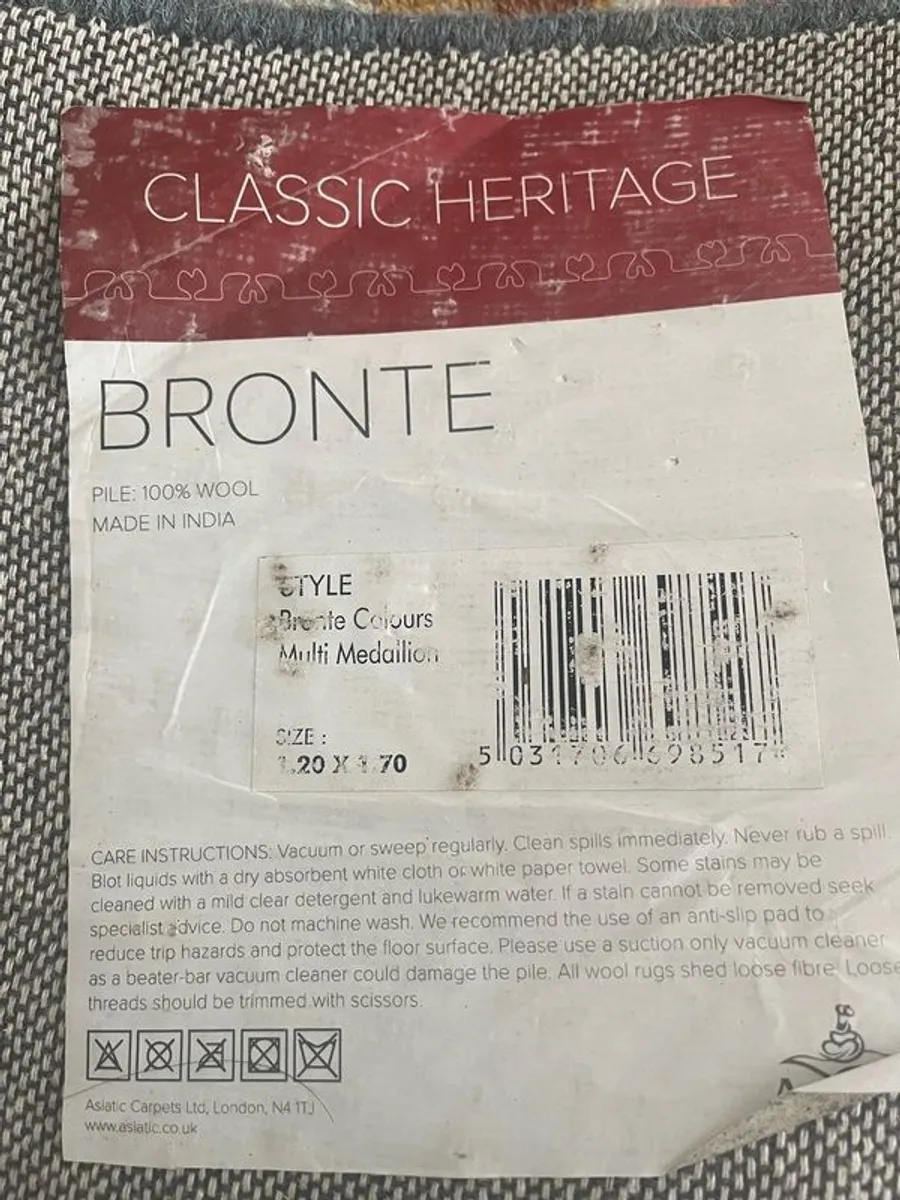 CLASSIC HERITAGE
BRONTE
PILE: 100% WOOL
MADE IN INDIA
STYLE
Bronte Colours
Multi Medallion
SIZE :
1.20 X 1.70
5 031706 698517
CARE INSTRUCTIONS: Vacuum or sweep regularly. Clean spills immediately. Never rub a spill.
Blot liquids with a dry absorbent white cloth or white paper towel. Some stains may be
cleaned with a mild clear detergent and lukewarm water. If a stain cannot be removed seek
specialist advice. Do not machine wash. We recommend the use of an anti-slip pad to
reduce trip hazards and protect the floor surface. Please use a suction only vacuum cleaner
as a beater-bar vacuum cleaner could damage the pile. All wool rugs shed loose fibre. Loose
threads should be trimmed with scissors.
Asiatic Carpets Ltd, London, N4 1TJ
www.asiatic.co.uk